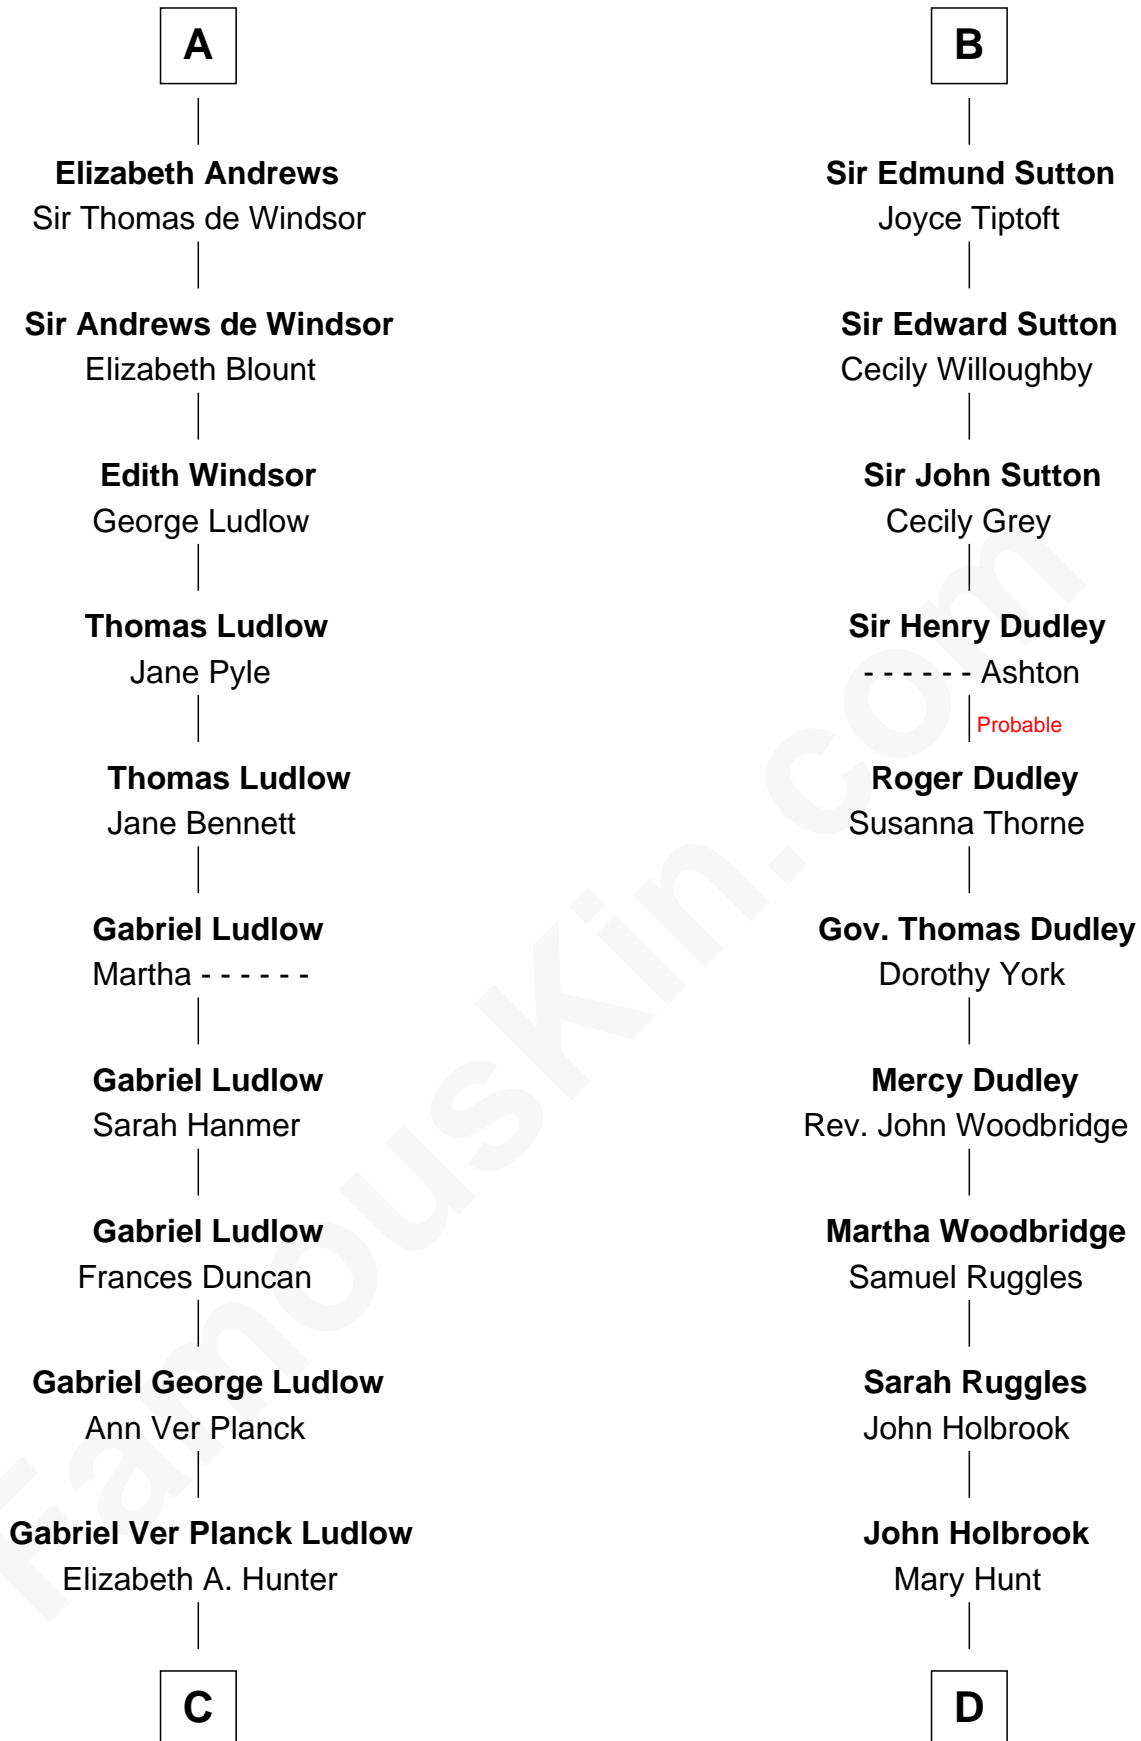 A
Elizabeth Andrews
Sir Thomas de Windsor
Sir Andrews de Windsor
Elizabeth Blount
Edith Windsor
George Ludlow
Thomas Ludlow
Jane Pyle
Thomas Ludlow
Jane Bennett
Gabriel Ludlow
Martha - - - - - -
Gabriel Ludlow
Sarah Hanmer
Gabriel Ludlow
Frances Duncan
Gabriel George Ludlow
Ann Ver Planck
Gabriel Ver Planck Ludlow
Elizabeth A. Hunter
C
B
Sir Edmund Sutton
Joyce Tiptoft
Sir Edward Sutton
Cecily Willoughby
Sir John Sutton
Cecily Grey
Sir Henry Dudley
- - - - - - Ashton
Probable
Roger Dudley
Susanna Thorne
Gov. Thomas Dudley
Dorothy York
Mercy Dudley
Rev. John Woodbridge
Martha Woodbridge
Samuel Ruggles
Sarah Ruggles
John Holbrook
John Holbrook
Mary Hunt
D
FamousKin.com